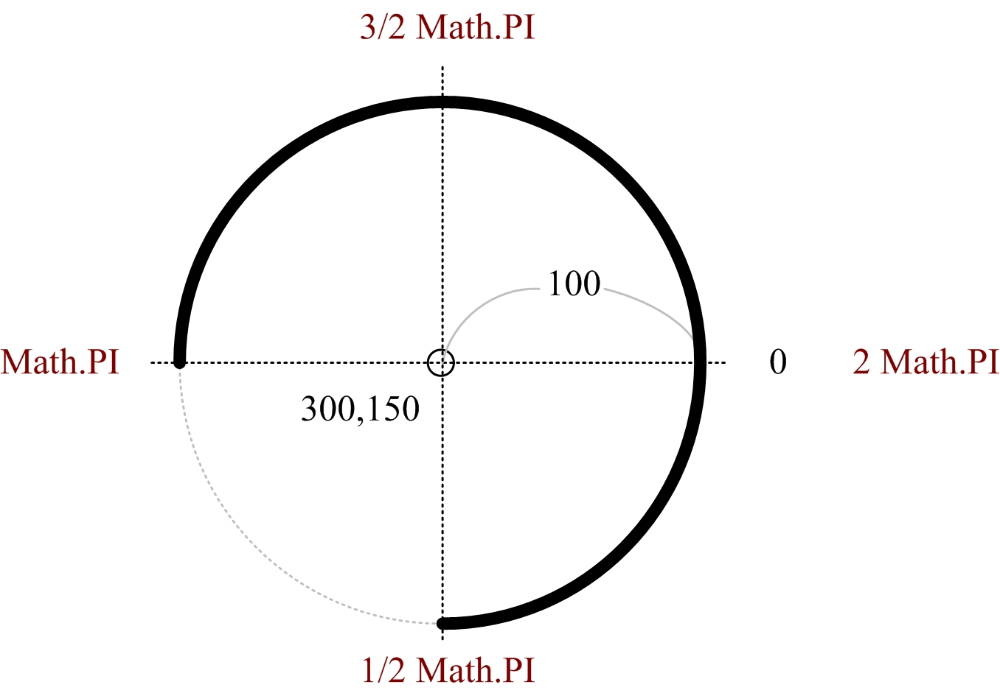 3/2 Math.PI
100
Math.PI
0
2 Math.PI
300,150
1/2 Math.PI